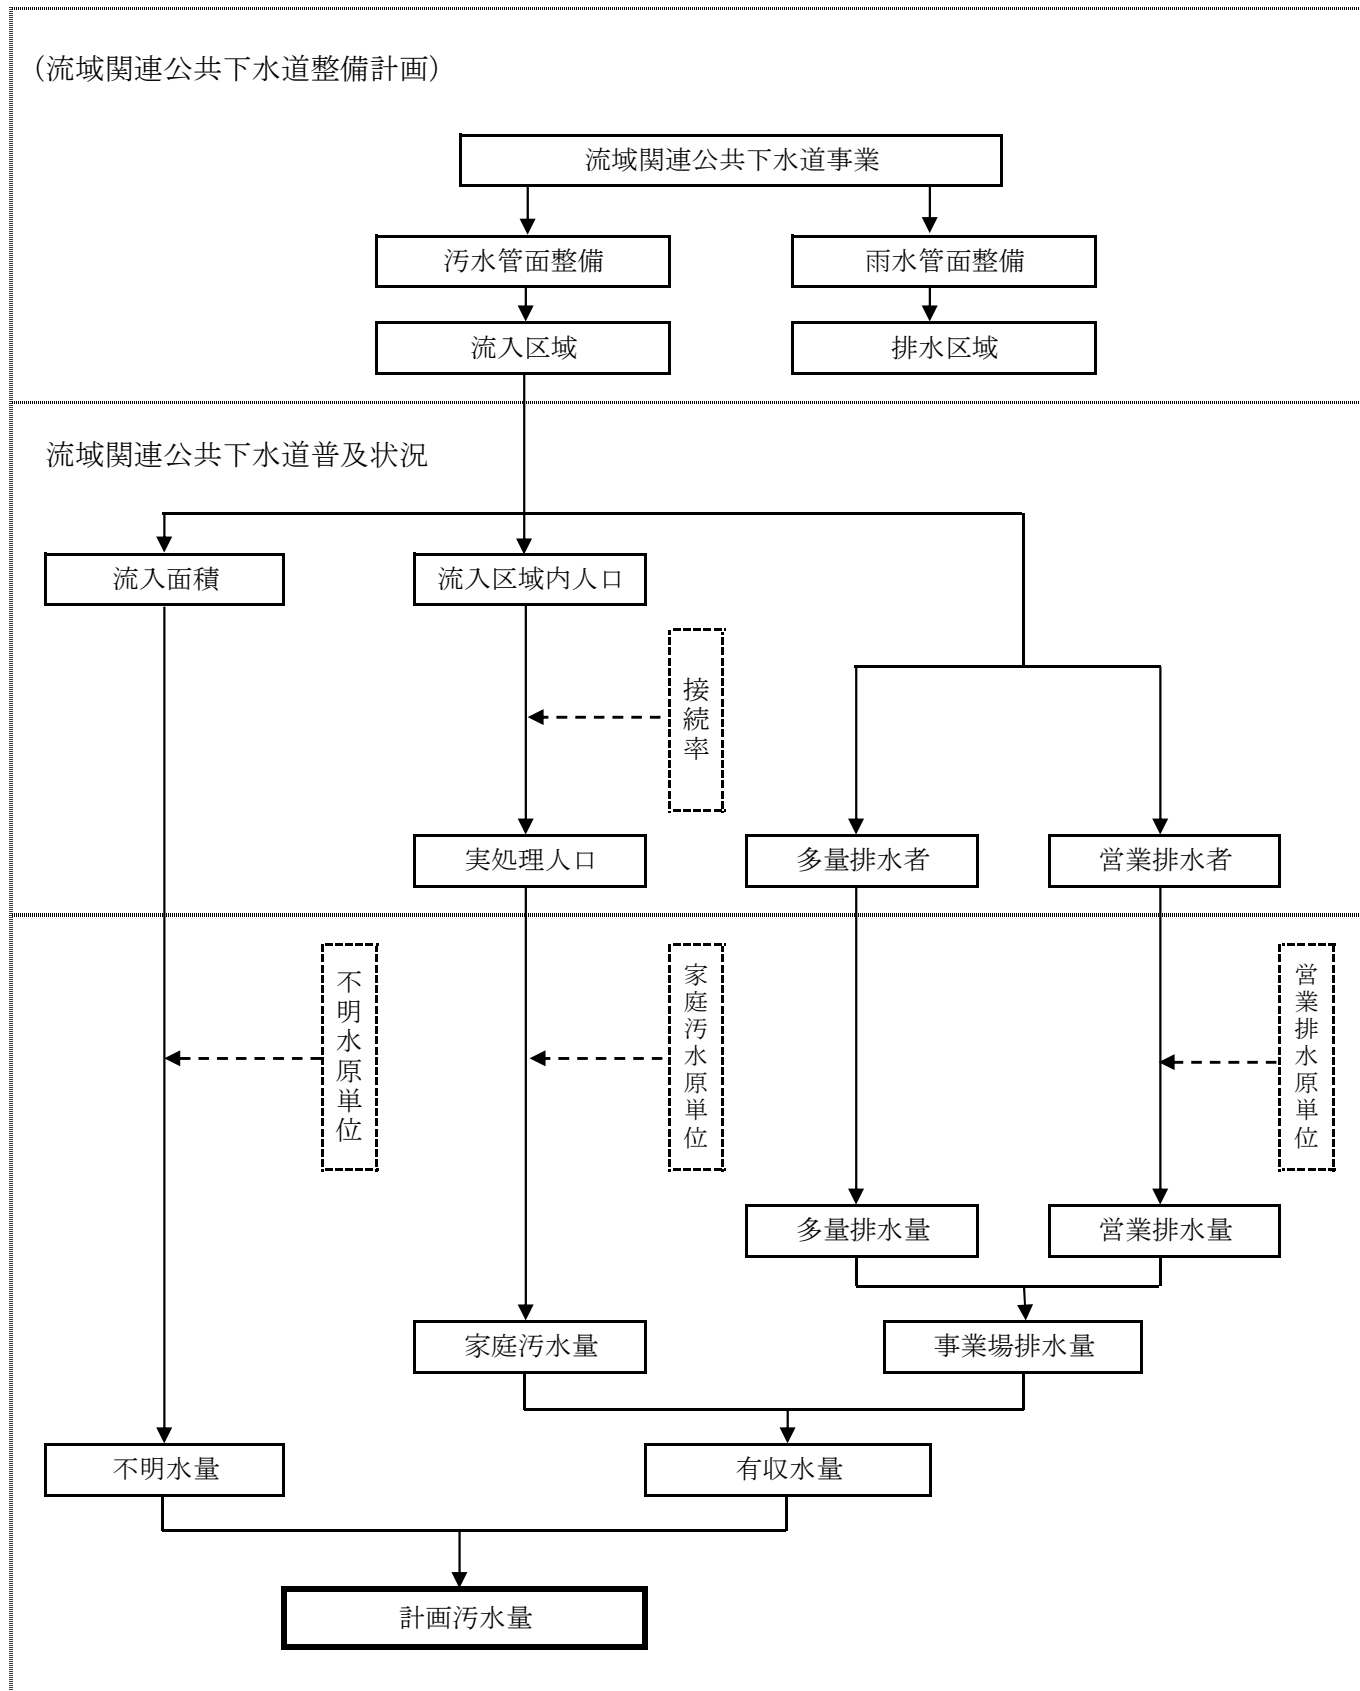 （流域関連公共下水道整備計画）
流域関連公共下水道事業
汚水管面整備
雨水管面整備
流入区域
排水区域
流域関連公共下水道普及状況
流入面積
流入区域内人口
接続率
実処理人口
多量排水者
営業排水者
不明水原単位
家庭汚水原単位
営業排水原単位
多量排水量
営業排水量
家庭汚水量
事業場排水量
不明水量
有収水量
計画汚水量